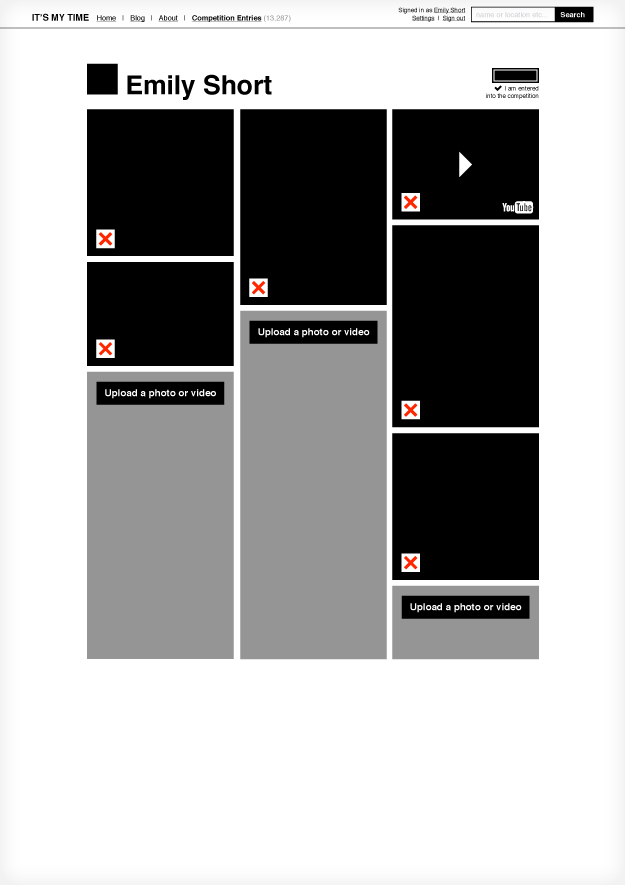 IT'S MY TIME Home | Blog | About | Competition Entries (13,287)
Signed in as Emily Short
Settings | Sign out
name or location etc... Search
Emily Short
I am entered
into the competition
YouTube
Upload a photo or video
Upload a photo or video
Upload a photo or video